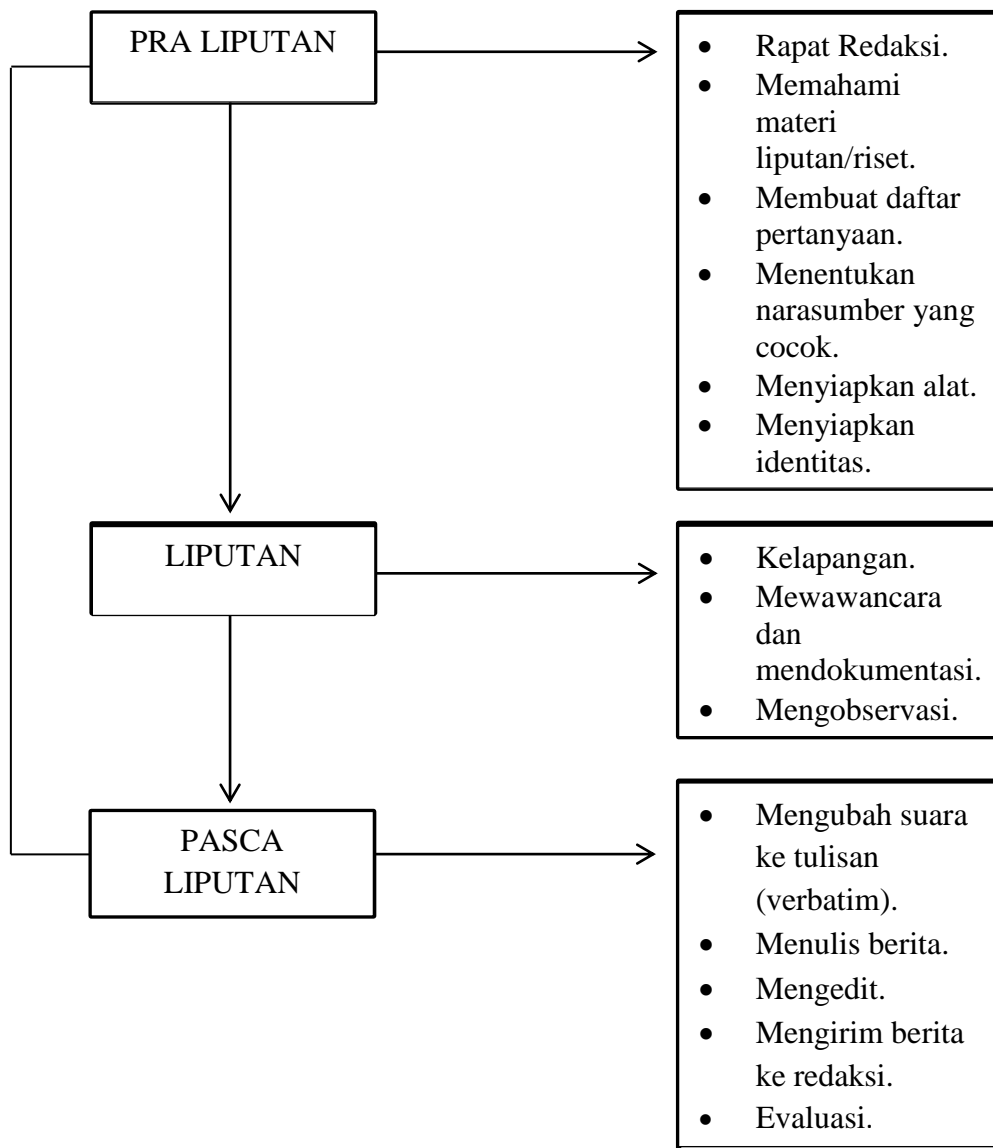 PRA LIPUTAN
• Rapat Redaksi.
• Memahami
materi
liputan/riset.
• Membuat daftar
pertanyaan.
• Menentukan
narasumber yang
cocok.
• Menyiapkan alat.
• Menyiapkan
identitas.
LIPUTAN
• Kelapangan.
• Mewawancara
dan
mendokumentasi.
• Mengobservasi.
PASCA
LIPUTAN
• Mengubah suara
ke tulisan
(verbatim).
• Menulis berita.
• Mengedit.
• Mengirim berita
ke redaksi.
• Evaluasi.